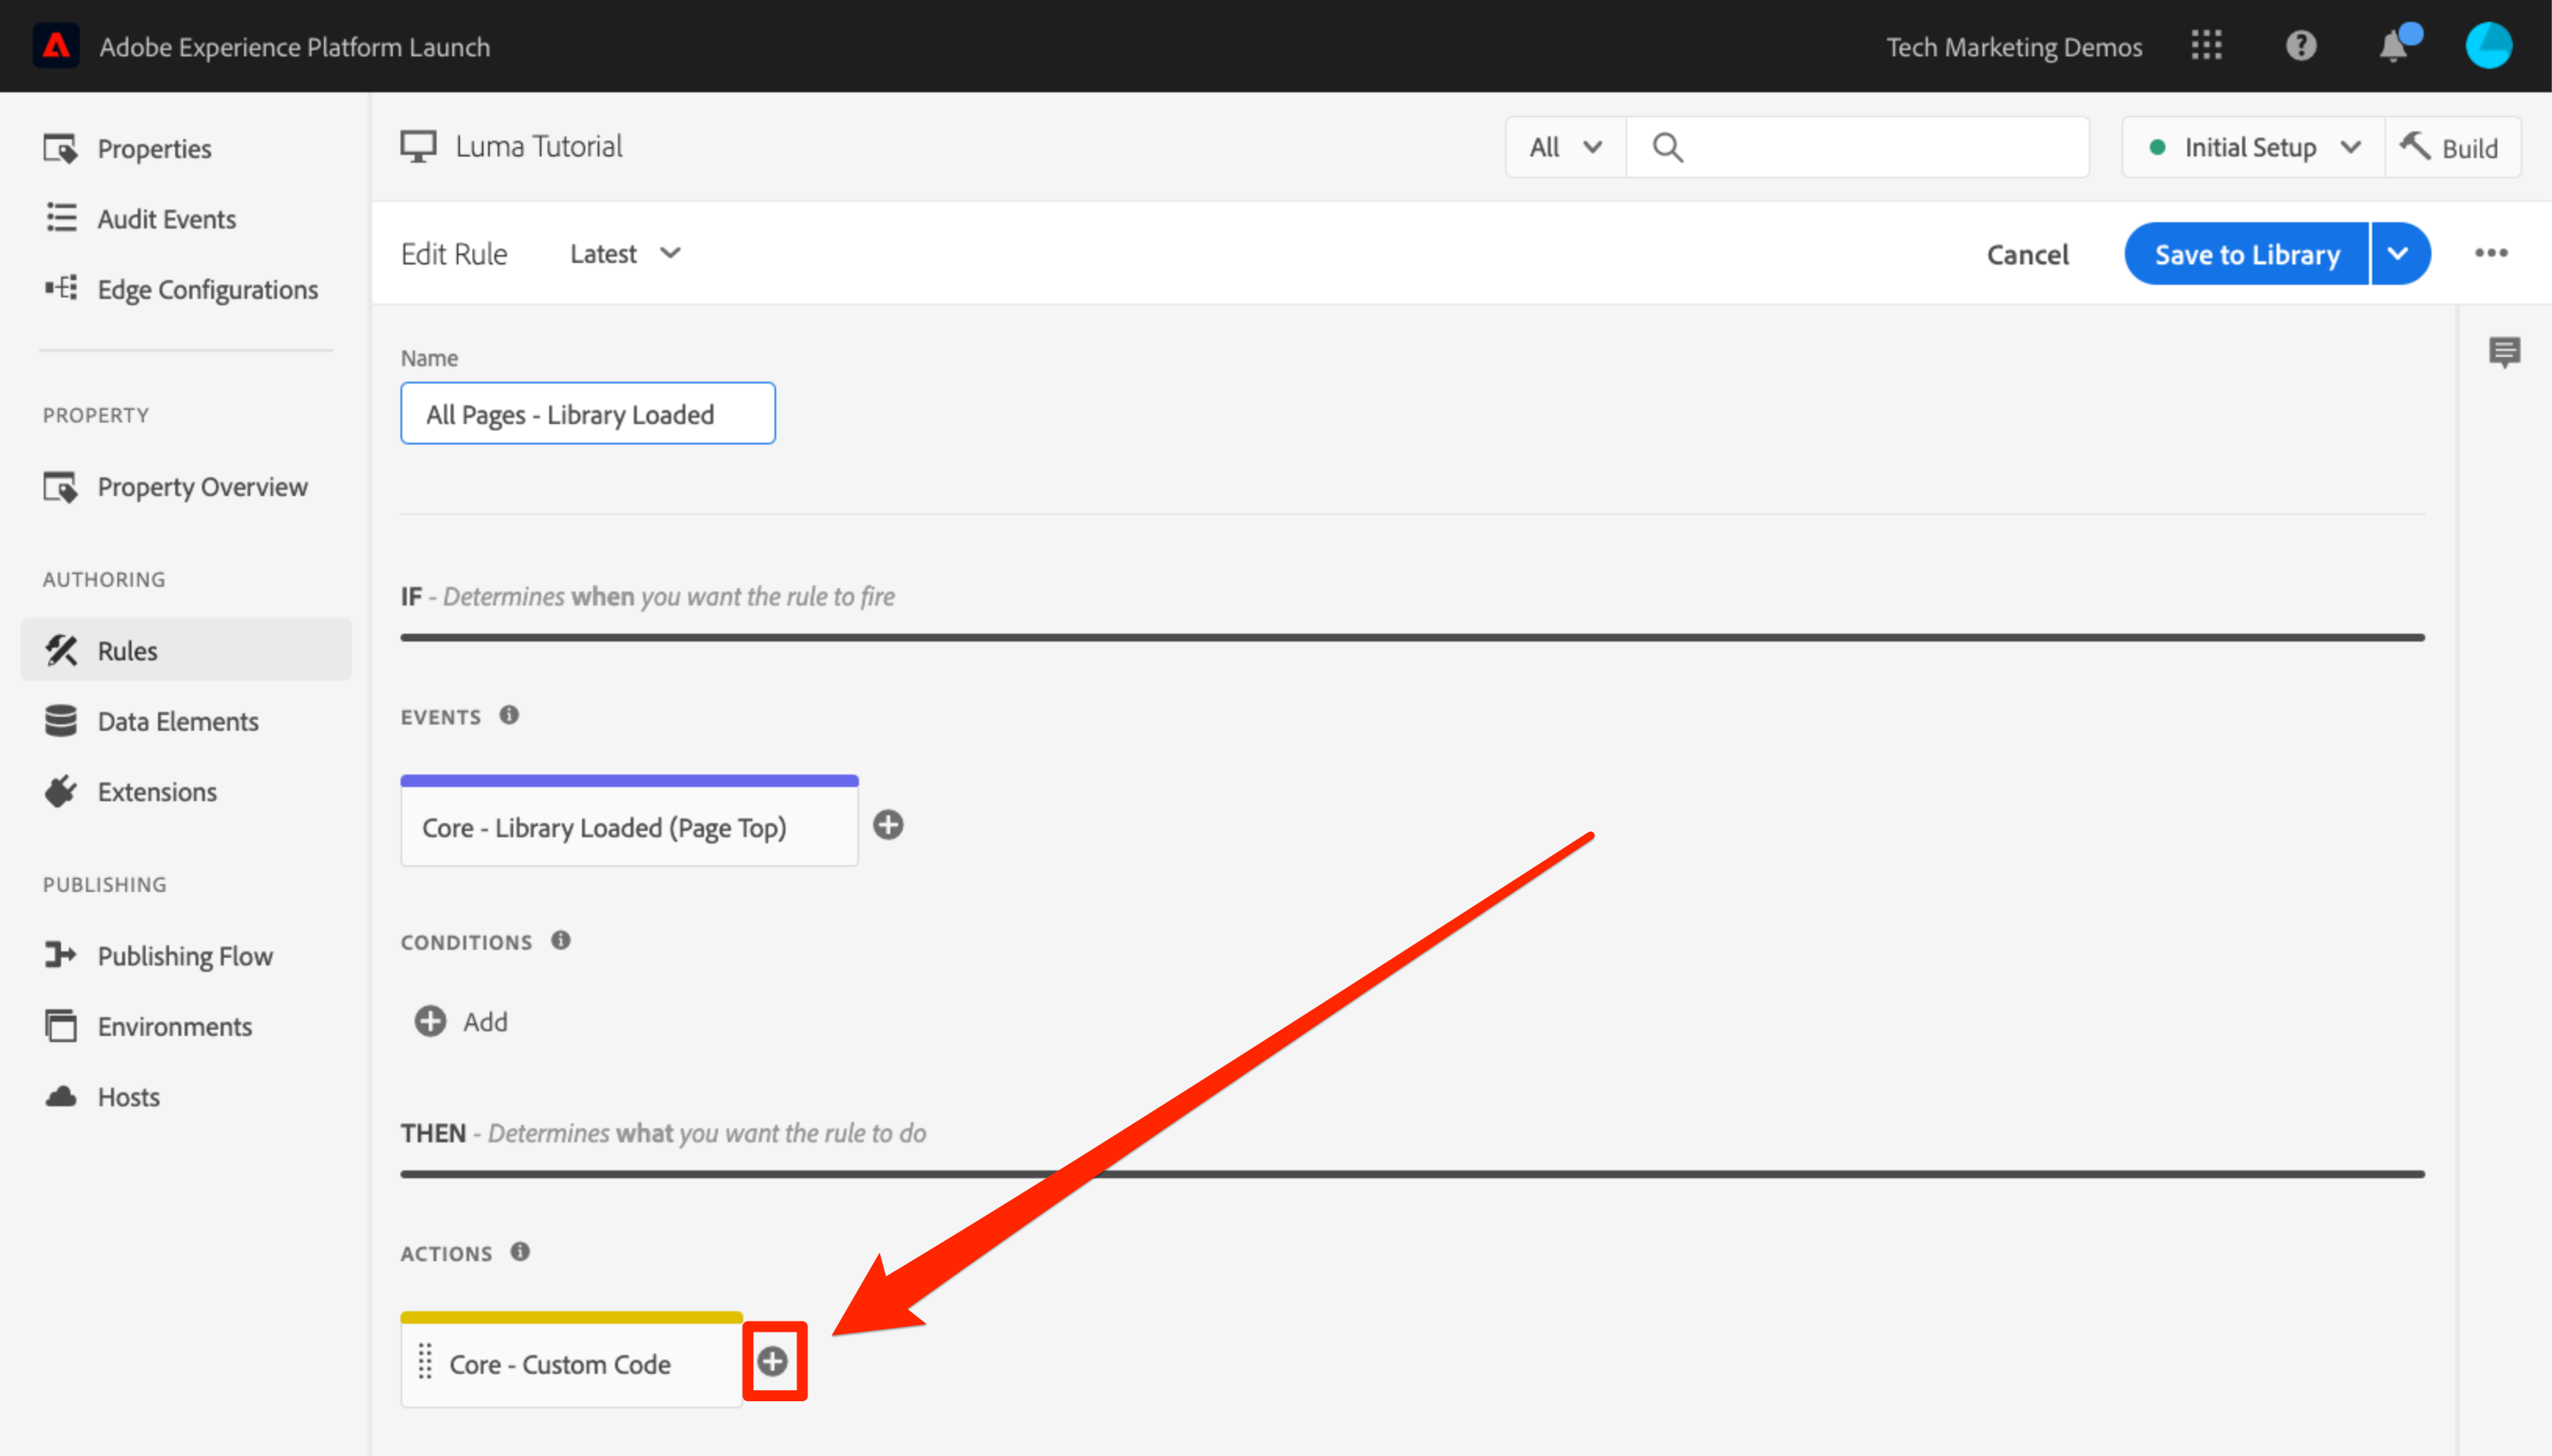 Adobe Experience Platform Launch
Tech Marketing Demos
Properties
Audit Events
Edge Configurations
PROPERTY
Property Overview
AUTHORING
Rules
Data Elements
Extensions
PUBLISHING
Publishing Flow
Environments
Hosts
Luma Tutorial
All
Initial Setup
Build
Edit Rule
Latest
Cancel
Save to Library
Name
All Pages - Library Loaded
IF - Determines when you want the rule to fire
EVENTS
Core - Library Loaded (Page Top)
CONDITIONS
Add
THEN - Determines what you want the rule to do
ACTIONS
Core - Custom Code